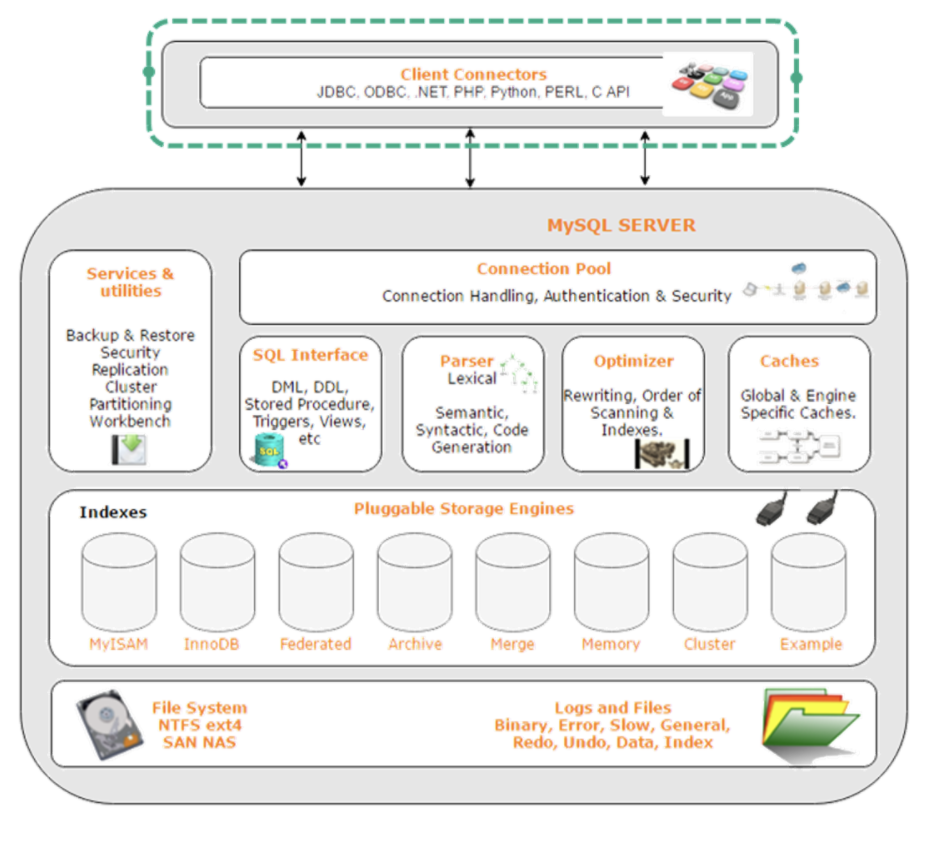 Client Connectors
JDBC, ODBC, .NET, PHP, Python, PERL, C API
MySQL SERVER
Services &
utilities
Backup & Restore
Security
Replication
Cluster
Partitioning
Workbench
Connection Pool
Connection Handling, Authentication & Security
SQL Interface
DML, DDL,
Stored Procedure,
Triggers, Views,
etc
SQL
Parser
Lexical
Semantic,
Syntactic, Code
Generation
Optimizer
Rewriting, Order of
Scanning &
Indexes.
Caches
Global & Engine
Specific Caches.
Indexes
Pluggable Storage Engines
MyISAM
InnoDB
Federated
Archive
Merge
Memory
Cluster
Example
File System
NTFS ext4
SAN NAS
Logs and Files
Binary, Error, Slow, General,
Redo, Undo, Data, Index